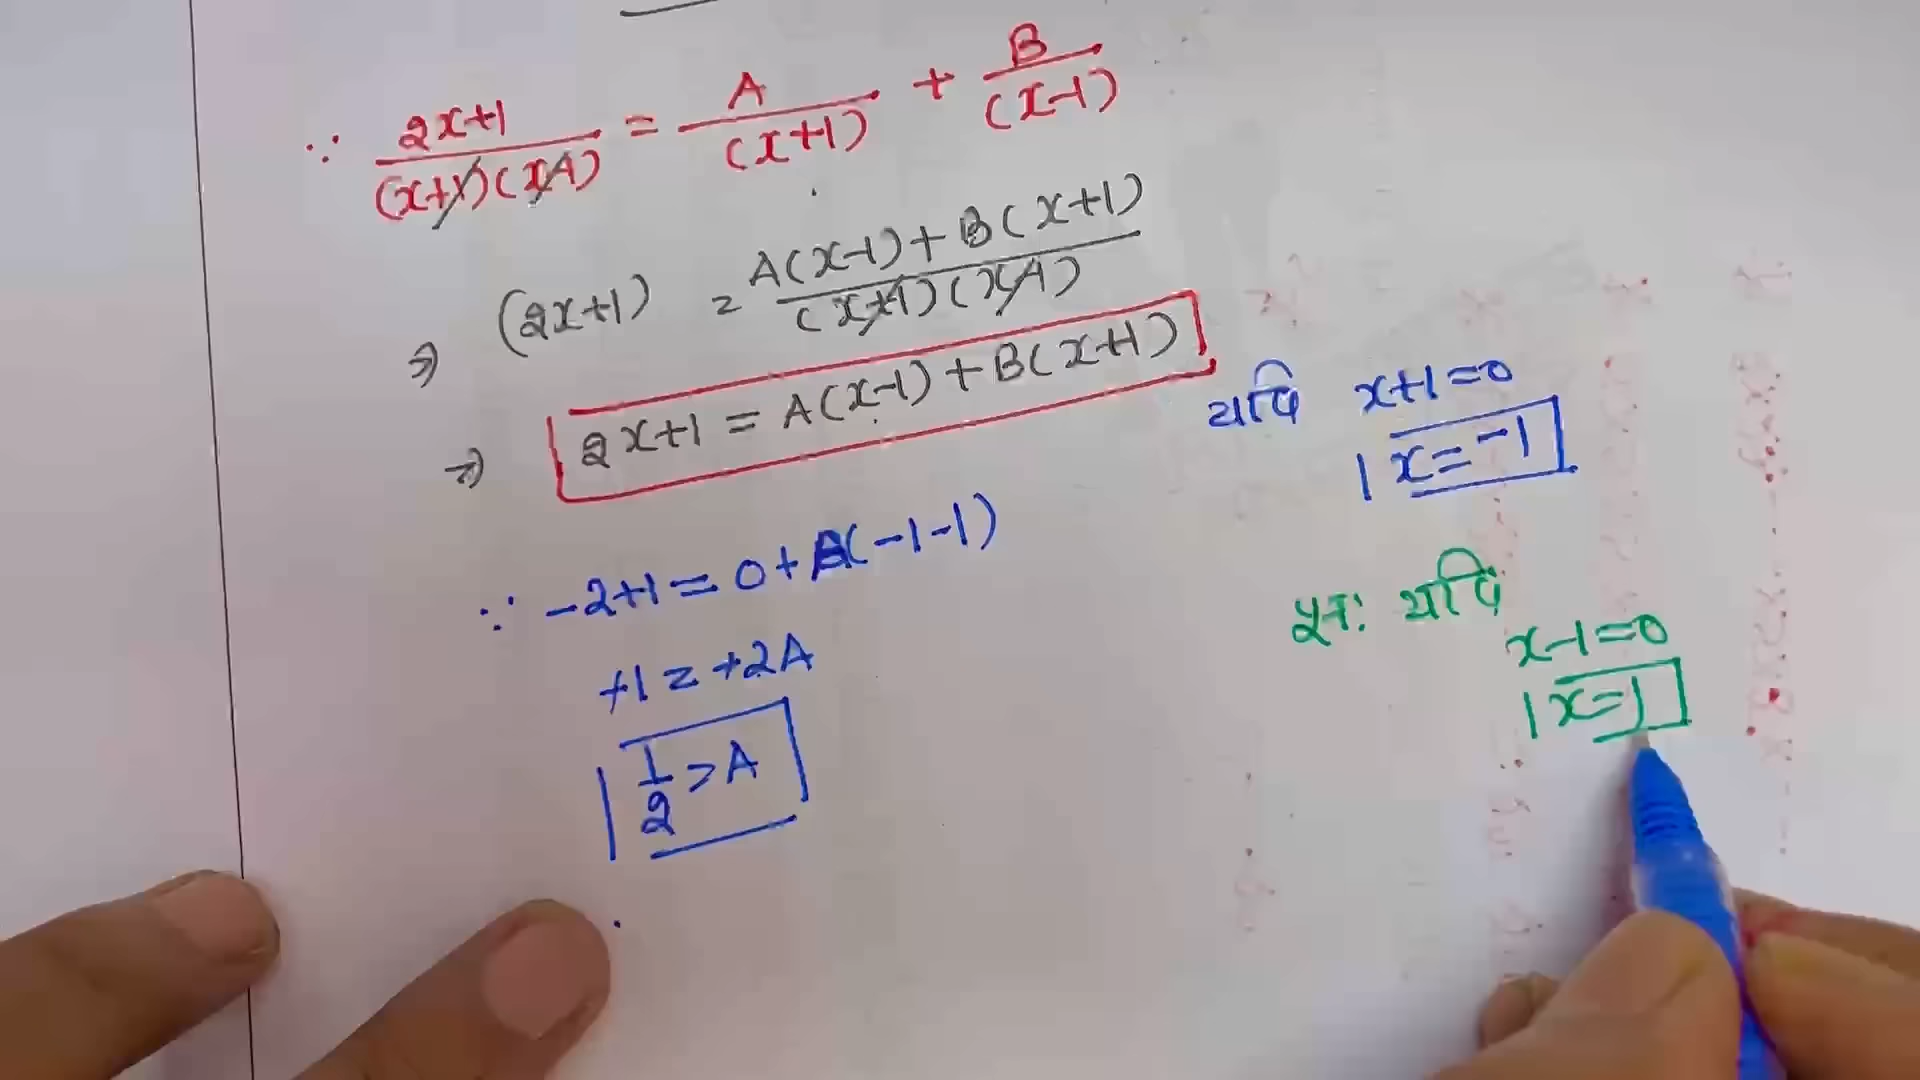 ∵ (2x+1)/((x+1)(x-1)) = A/(x+1) + B/(x-1)
⇒ (2x+1) = (A(x-1)+B(x+1))/((x+1)(x-1))
⇒ 2x+1 = A(x-1)+B(x+1)
यदि x+1=0
x=-1
∵ -2+1=0+A(-1-1)
+1=+2A
1/2=A
पुन: यदि
x-1=0
x=1